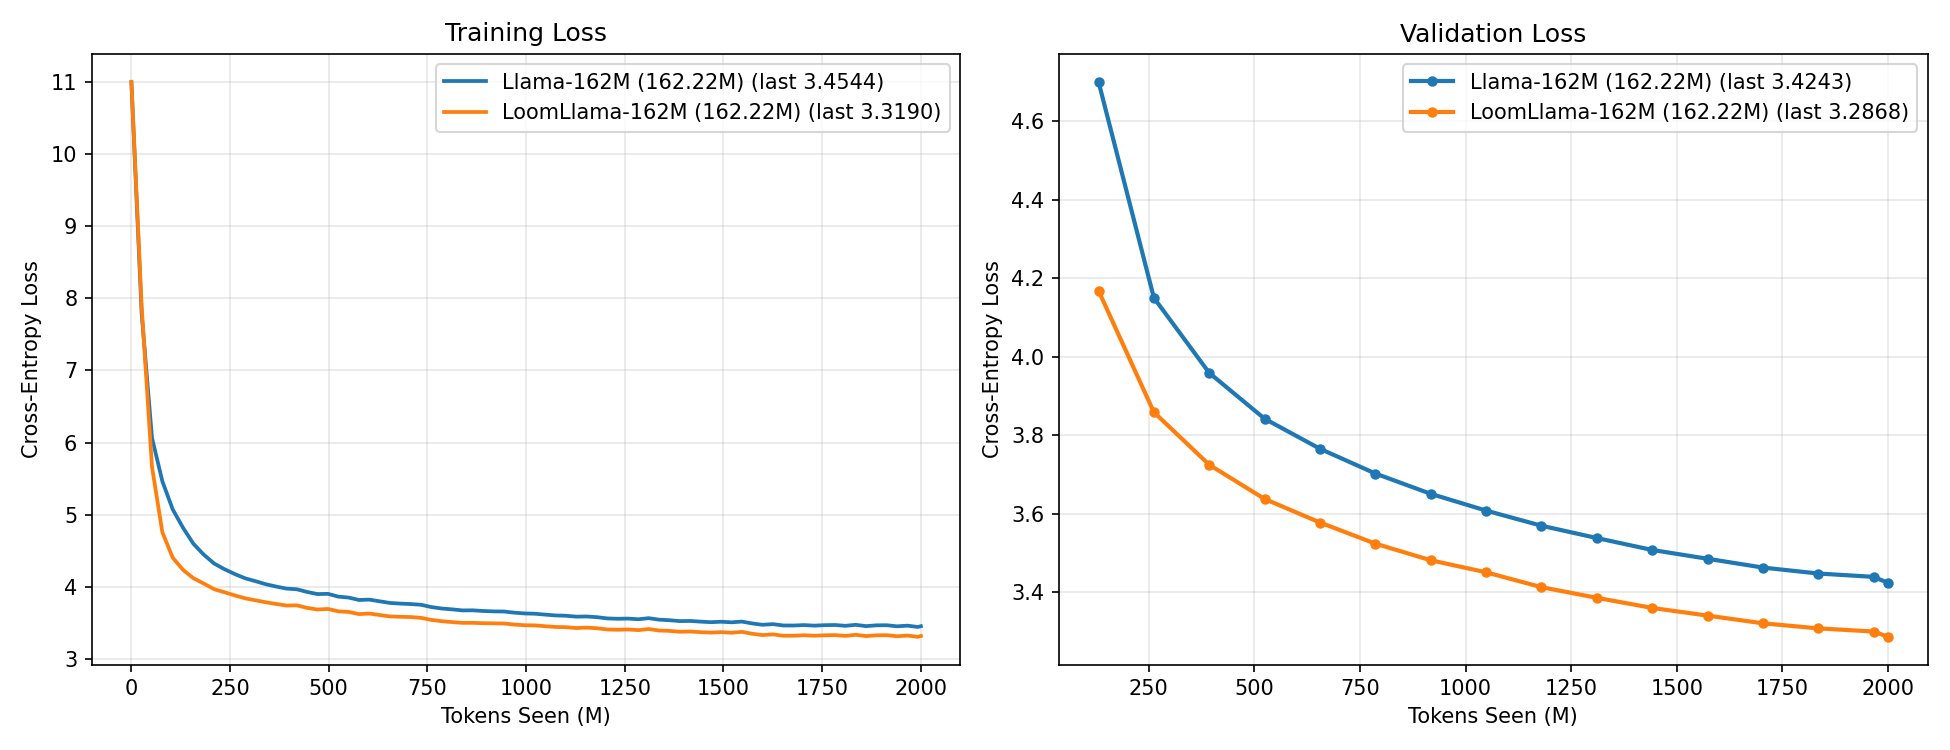 Training Loss
Llama-162M (162.22M) (last 3.4544)
LoomLlama-162M (162.22M) (last 3.3190)
11
10
9
8
7
6
5
4
3
Cross-Entropy Loss
0 250 500 750 1000 1250 1500 1750 2000
Tokens Seen (M)
Validation Loss
Llama-162M (162.22M) (last 3.4243)
LoomLlama-162M (162.22M) (last 3.2868)
4.6
4.4
4.2
4.0
3.8
3.6
3.4
Cross-Entropy Loss
250 500 750 1000 1250 1500 1750 2000
Tokens Seen (M)